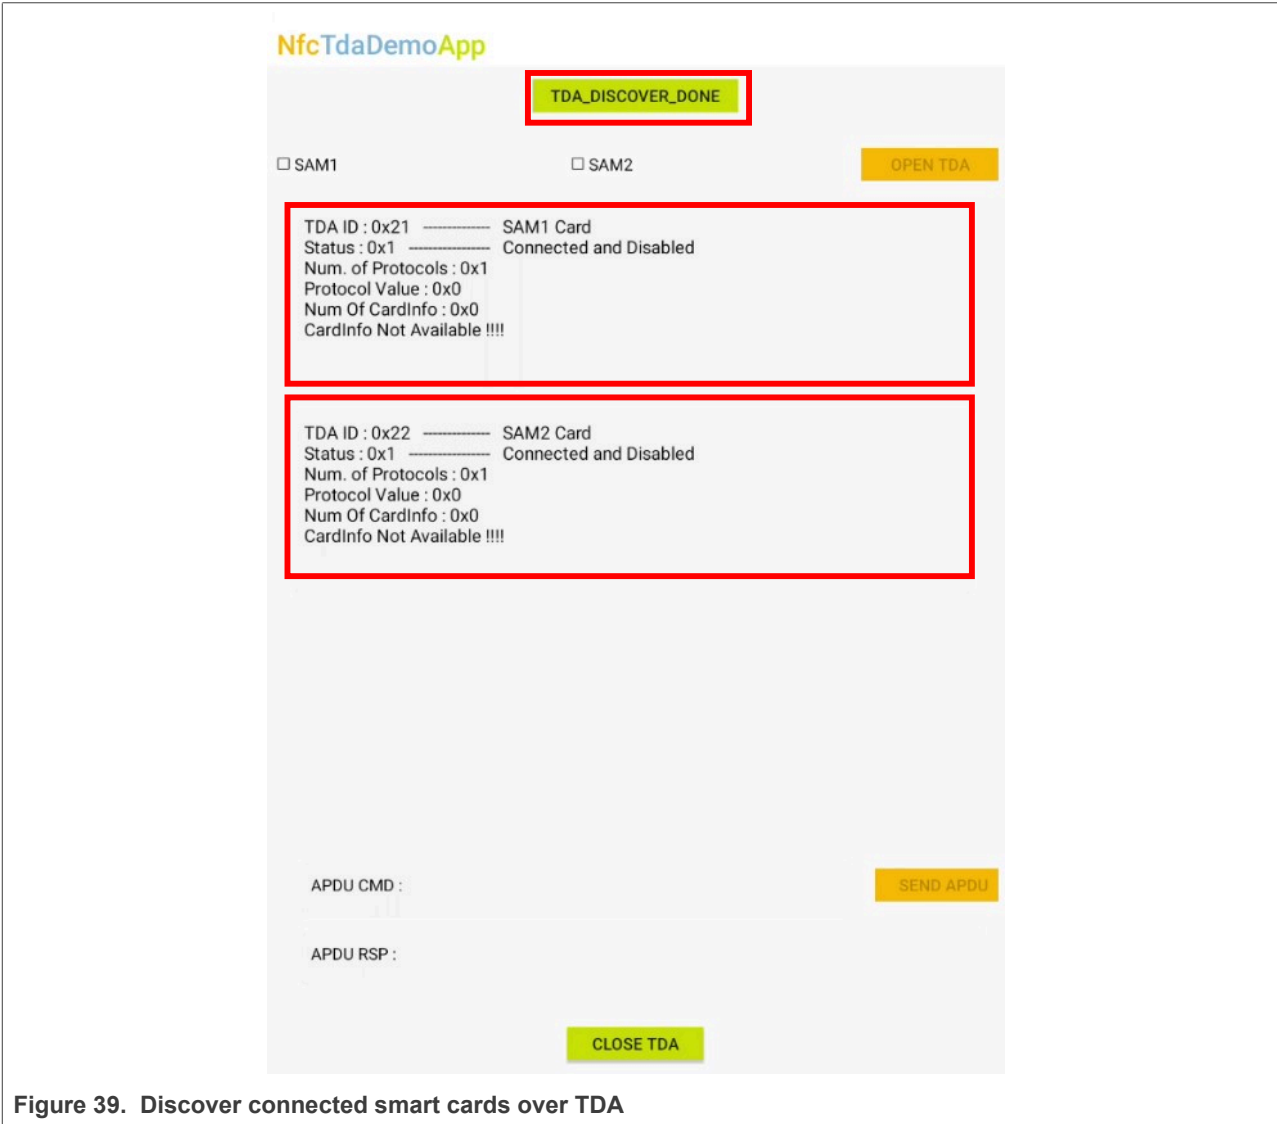 NfcTdaDemoApp
TDA_DISCOVER_DONE
☐ SAM1 ☐ SAM2 OPEN TDA
TDA ID : 0x21 ------------- SAM1 Card
Status : 0x1 ---------------- Connected and Disabled
Num. of Protocols : 0x1
Protocol Value : 0x0
Num Of CardInfo : 0x0
CardInfo Not Available !!!!
TDA ID : 0x22 ------------- SAM2 Card
Status : 0x1 ---------------- Connected and Disabled
Num. of Protocols : 0x1
Protocol Value : 0x0
Num Of CardInfo : 0x0
CardInfo Not Available !!!!
APDU CMD : SEND APDU
APDU RSP :
CLOSE TDA
Figure 39. Discover connected smart cards over TDA